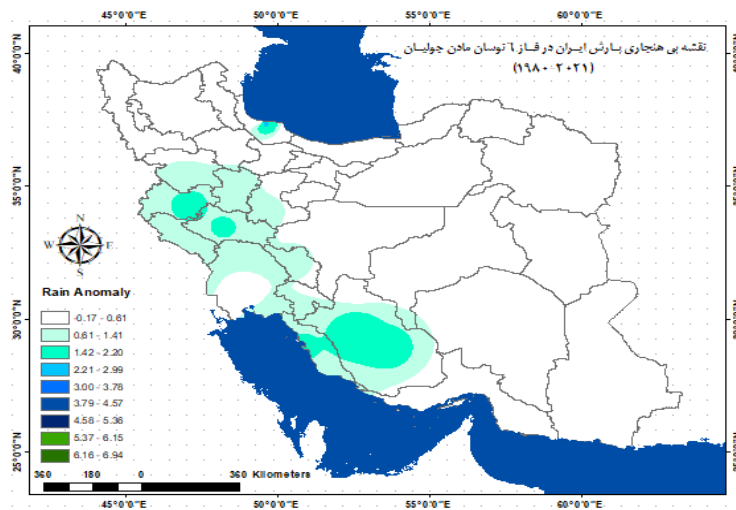 45°0'0"E 50°0'0"E 55°0'0"E 60°0'0"E
نقشه بی هنجاری بارش ایران در فاز ٦ نوسان مادن جولیان
(١٩٨٠-٢٠٢١)
40°0'0"N
35°0'0"N
30°0'0"N
25°0'0"N
N
W E
S
Rain Anomaly
-0.17 - 0.61
0.61 - 1.41
1.42 - 2.20
2.21 - 2.99
3.00 - 3.78
3.79 - 4.57
4.58 - 5.36
5.37 - 6.15
6.16 - 6.94
360 180 0 360 Kilometers
45°0'0"E 50°0'0"E 55°0'0"E 60°0'0"E